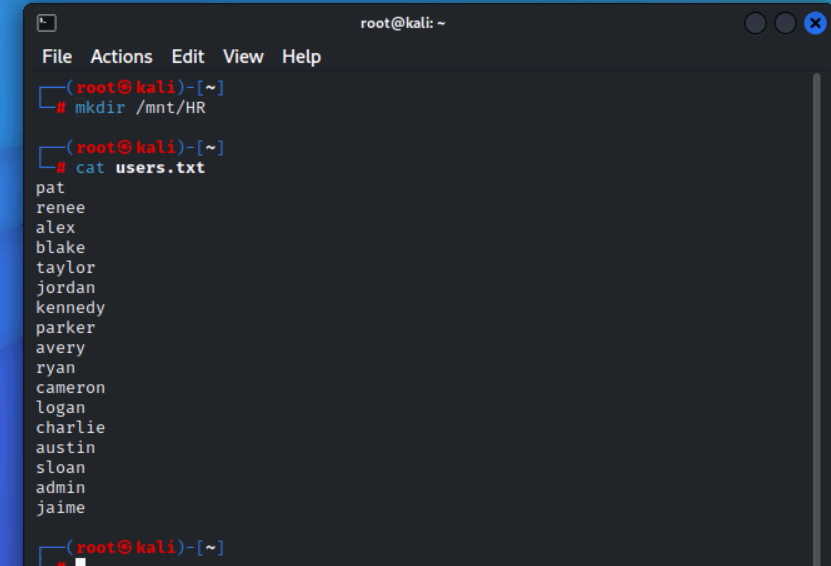 root@kali: ~
File Actions Edit View Help
┌──(root㉿kali)-[~]
└─# mkdir /mnt/HR
┌──(root㉿kali)-[~]
└─# cat users.txt
pat
renee
alex
blake
taylor
jordan
kennedy
parker
avery
ryan
cameron
logan
charlie
austin
sloan
admin
jaime
┌──(root㉿kali)-[~]
└─#